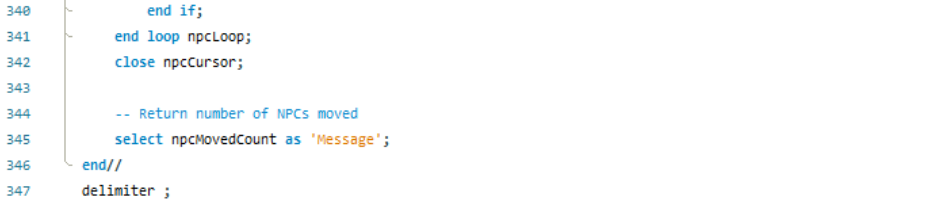 340 end if;
341 end loop npcLoop;
342 close npcCursor;
343
344 -- Return number of NPCs moved
345 select npcMovedCount as 'Message';
346 end//
347 delimiter ;